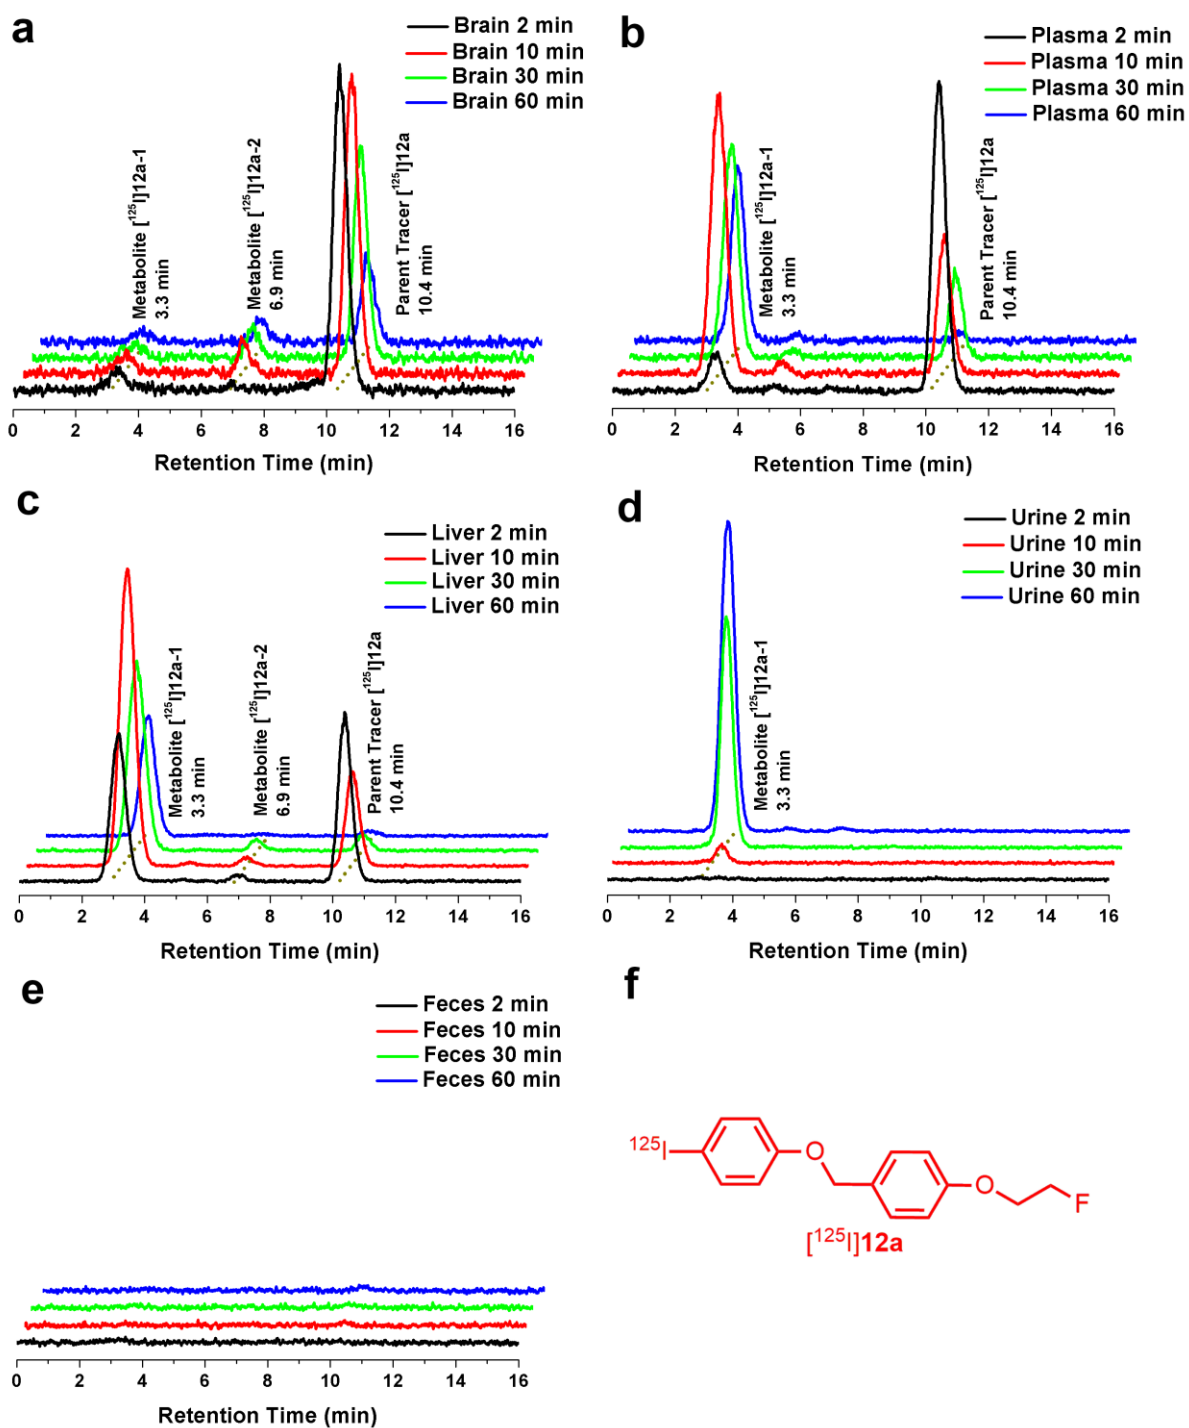 a
Brain 2 min
Brain 10 min
Brain 30 min
Brain 60 min
Metabolite [¹²⁵I]12a-1
3.3 min
Metabolite [¹²⁵I]12a-2
6.9 min
Parent Tracer [¹²⁵I]12a
10.4 min
0 2 4 6 8 10 12 14 16
Retention Time (min)
b
Plasma 2 min
Plasma 10 min
Plasma 30 min
Plasma 60 min
Metabolite [¹²⁵I]12a-1
3.3 min
Parent Tracer [¹²⁵I]12a
10.4 min
0 2 4 6 8 10 12 14 16
Retention Time (min)
c
Liver 2 min
Liver 10 min
Liver 30 min
Liver 60 min
Metabolite [¹²⁵I]12a-1
3.3 min
Metabolite [¹²⁵I]12a-2
6.9 min
Parent Tracer [¹²⁵I]12a
10.4 min
0 2 4 6 8 10 12 14 16
Retention Time (min)
d
Urine 2 min
Urine 10 min
Urine 30 min
Urine 60 min
Metabolite [¹²⁵I]12a-1
3.3 min
0 2 4 6 8 10 12 14 16
Retention Time (min)
e
Feces 2 min
Feces 10 min
Feces 30 min
Feces 60 min
0 2 4 6 8 10 12 14 16
Retention Time (min)
f
¹²⁵I
O
O
F
[¹²⁵I]12a